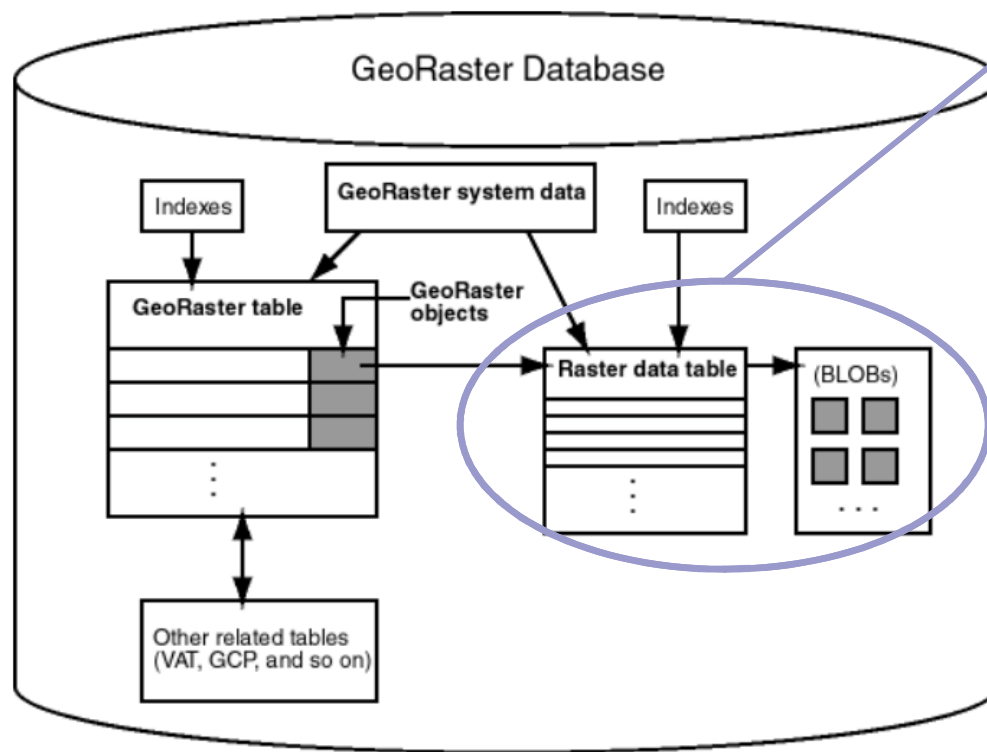 GeoRaster Database
Indexes
GeoRaster system data
Indexes
GeoRaster table
GeoRaster
objects
Raster data table
(BLOBs)
. . .
Other related tables
(VAT, GCP, and so on)